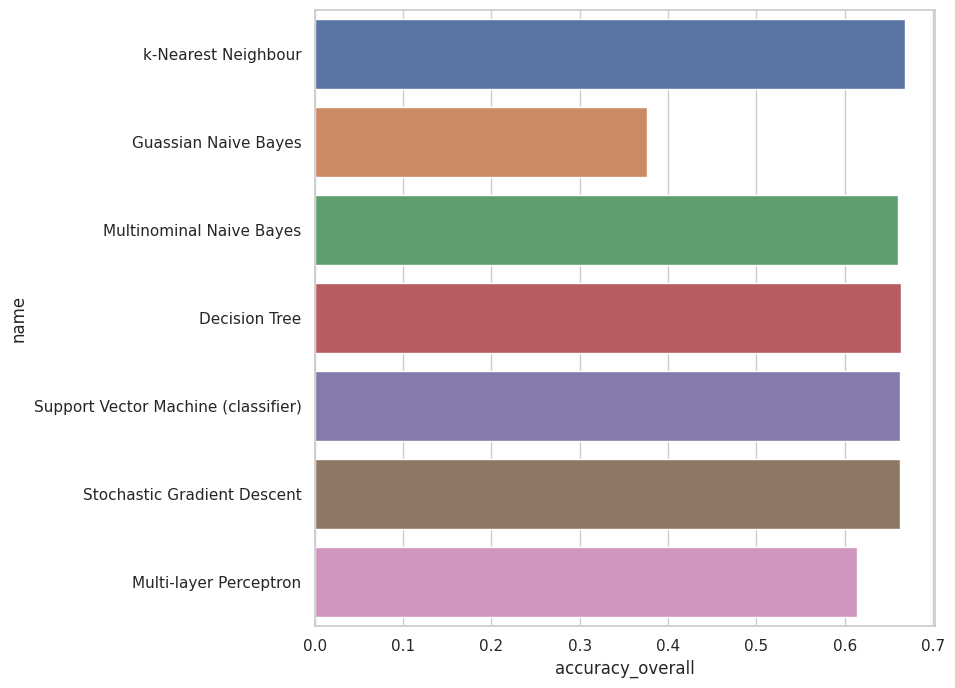 k-Nearest Neighbour
Guassian Naive Bayes
Multinominal Naive Bayes
Decision Tree
Support Vector Machine (classifier)
Stochastic Gradient Descent
Multi-layer Perceptron
name
0.0 0.1 0.2 0.3 0.4 0.5 0.6 0.7
accuracy_overall